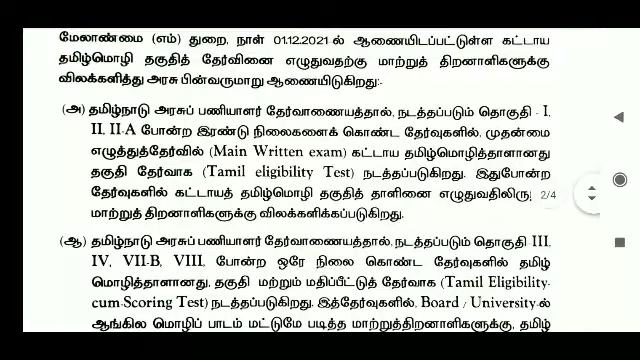 மேலாண்மை (எம்) துறை, நாள் 01.12.2021-ல் ஆணையிடப்பட்டுள்ள கட்டாய
தமிழ்மொழி தகுதித் தேர்வினை எழுதுவதற்கு மாற்றுத் திறனாளிகளுக்கு
விலக்களித்து அரசு பின்வருமாறு ஆணையிடுகிறது:-
(அ) தமிழ்நாடு அரசுப் பணியாளர் தேர்வாணையத்தால், நடத்தப்படும் தொகுதி - I,
II, II-A போன்ற இரண்டு நிலைகளைக் கொண்ட தேர்வுகளில், முதன்மை
எழுத்துத்தேர்வில் (Main Written exam) கட்டாய தமிழ்மொழித்தாளானது
தகுதி தேர்வாக (Tamil eligibility Test) நடத்தப்படுகிறது. இதுபோன்ற
தேர்வுகளில் கட்டாயத் தமிழ்மொழி தகுதித் தாளினை எழுதுவதிலிரு
2/4
மாற்றுத் திறனாளிகளுக்கு விலக்களிக்கப்படுகிறது.
(ஆ) தமிழ்நாடு அரசுப் பணியாளர் தேர்வாணையத்தால், நடத்தப்படும் தொகுதி-III,
IV, VII-B, VIII, போன்ற ஒரே நிலை கொண்ட தேர்வுகளில் தமிழ்
மொழித்தாளானது, தகுதி மற்றும் மதிப்பீட்டுத் தேர்வாக (Tamil Eligibility-
cum-Scoring Test) நடத்தப்படுகிறது. இத்தேர்வுகளில், Board / University-ல்
ஆங்கில மொழிப் பாடம் மட்டுமே படித்த மாற்றுத்திறனாளிகளுக்கு, தமிழ்